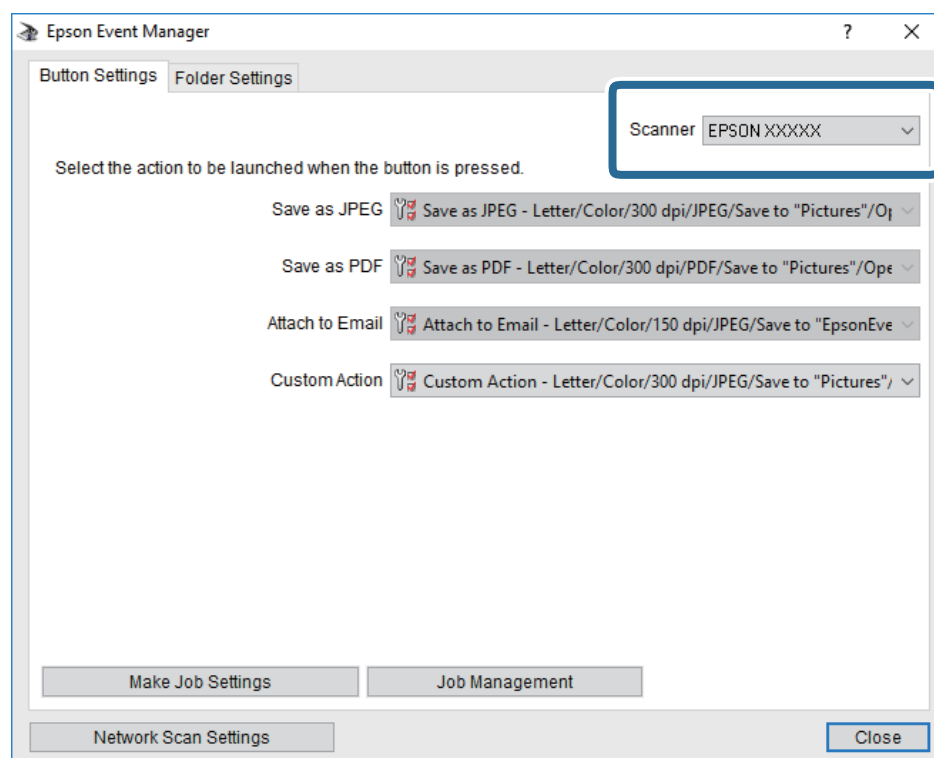 Epson Event Manager ?
Button Settings Folder Settings
Scanner EPSON XXXXX
Select the action to be launched when the button is pressed.
Save as JPEG Save as JPEG - Letter/Color/300 dpi/JPEG/Save to "Pictures"/Op
Save as PDF Save as PDF - Letter/Color/300 dpi/PDF/Save to "Pictures"/Ope
Attach to Email Attach to Email - Letter/Color/150 dpi/JPEG/Save to "EpsonEve
Custom Action Custom Action - Letter/Color/300 dpi/JPEG/Save to "Pictures"/
Make Job Settings Job Management
Network Scan Settings Close